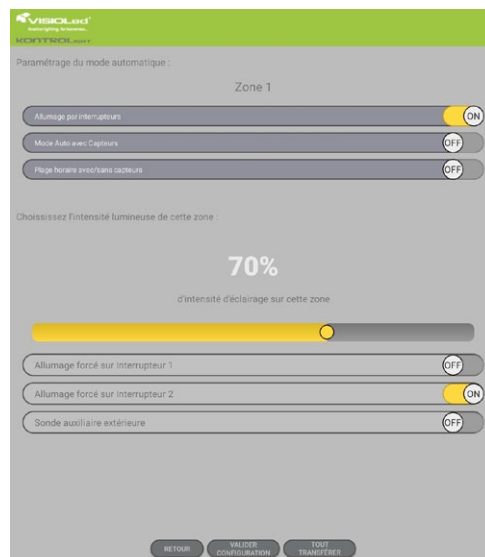 VISIOLed
KONTROLight
Paramétrage du mode automatique :
Zone 1
Allumage par interrupteurs
ON
Mode Auto avec Capteurs
OFF
Plage horaire avec/sans capteurs
OFF
Choississez l'intensité lumineuse de cette zone :
70%
d'intensité d'éclairage sur cette zone
Allumage forcé sur Interrupteur 1
OFF
Allumage forcé sur Interrupteur 2
ON
Sonde auxiliaire extérieure
OFF
RETOUR
VALIDER
CONFIGURATION
TOUT
TRANSFÉRER